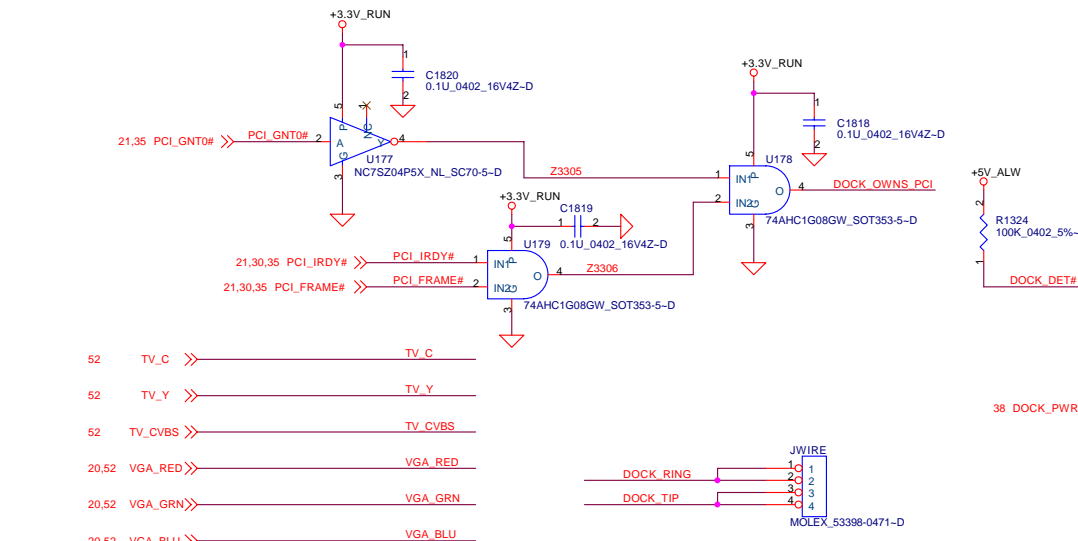 +3.3V_RUN
1
C1820
0.1U_0402_16V4Z~D
2
5
1
P
NC
21,35 PCI_GNT0#
PCI_GNT0#
2
A
Y
4
G
U177
3
NC7SZ04P5X_NL_SC70-5~D
Z3305
+3.3V_RUN
1
C1818
0.1U_0402_16V4Z~D
2
5
U178
1
IN1
P
O
4
DOCK_OWNS_PCI
2
IN2
G
74AHC1G08GW_SOT353-5~D
3
+5V_ALW
2
R1324
100K_0402_5%~
1
DOCK_DET#
+3.3V_RUN
C1819
1
2
5
U179
0.1U_0402_16V4Z~D
21,30,35 PCI_IRDY#
PCI_IRDY#
1
IN1
P
O
4
Z3306
21,30,35 PCI_FRAME#
PCI_FRAME#
2
IN2
G
74AHC1G08GW_SOT353-5~D
3
52 TV_C
TV_C
52 TV_Y
TV_Y
38 DOCK_PWR
52 TV_CVBS
TV_CVBS
20,52 VGA_RED
VGA_RED
20,52 VGA_GRN
VGA_GRN
20,52 VGA_BLU
VGA_BLU
JWIRE
DOCK_RING
DOCK_TIP
1 1
2 2
3 3
4 4
MOLEX_53398-0471~D